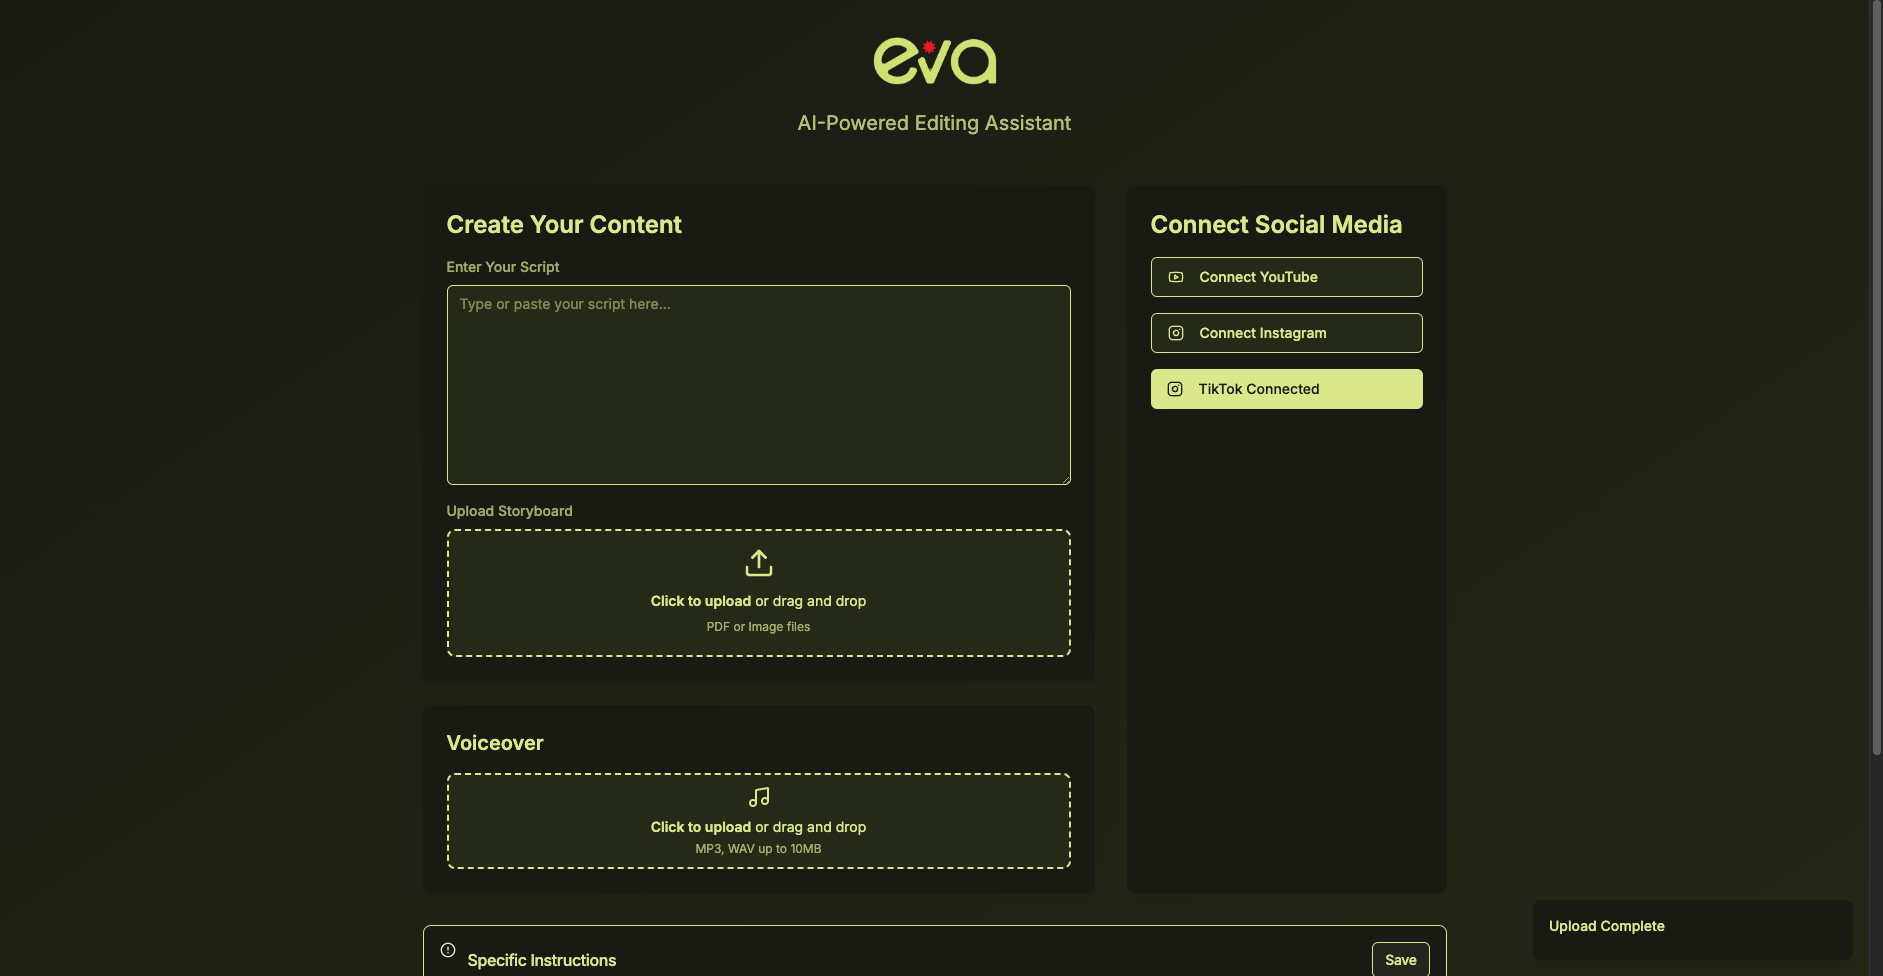 eva
AI-Powered Editing Assistant
Create Your Content
Enter Your Script
Type or paste your script here...
Upload Storyboard
Click to upload or drag and drop
PDF or Image files
Voiceover
Click to upload or drag and drop
MP3, WAV up to 10MB
Connect Social Media
Connect YouTube
Connect Instagram
TikTok Connected
Specific Instructions
Save
Upload Complete